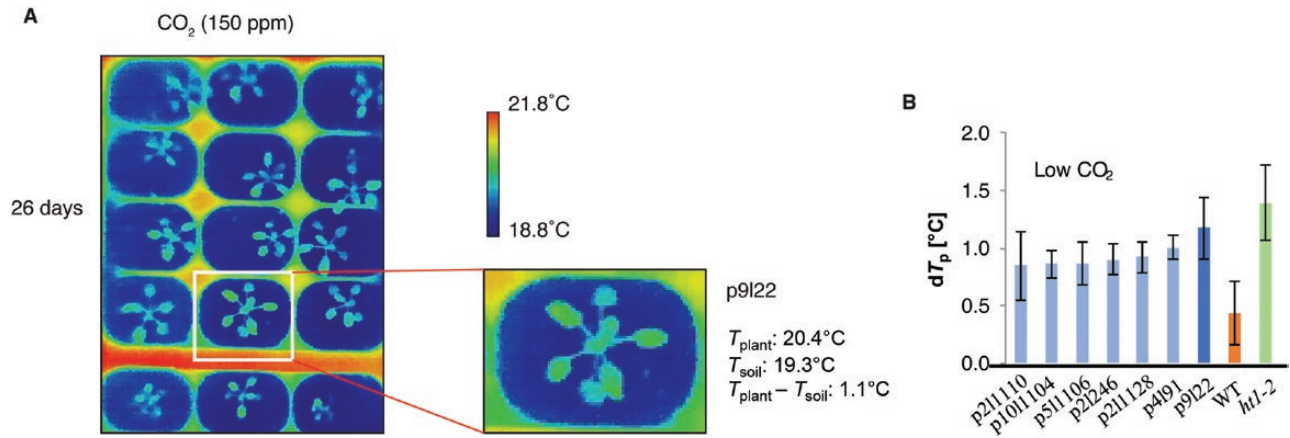 A
CO₂ (150 ppm)
26 days
21.8°C
18.8°C
p9l22
Tplant: 20.4°C
Tsoil: 19.3°C
Tplant – Tsoil: 1.1°C
B
dTp [°C]
2.0
1.5
1.0
0.5
0.0
Low CO₂
p2l1110
p10l1104
p5l1106
p2l246
p2l1128
p4l91
p9l22
WT
ht1-2